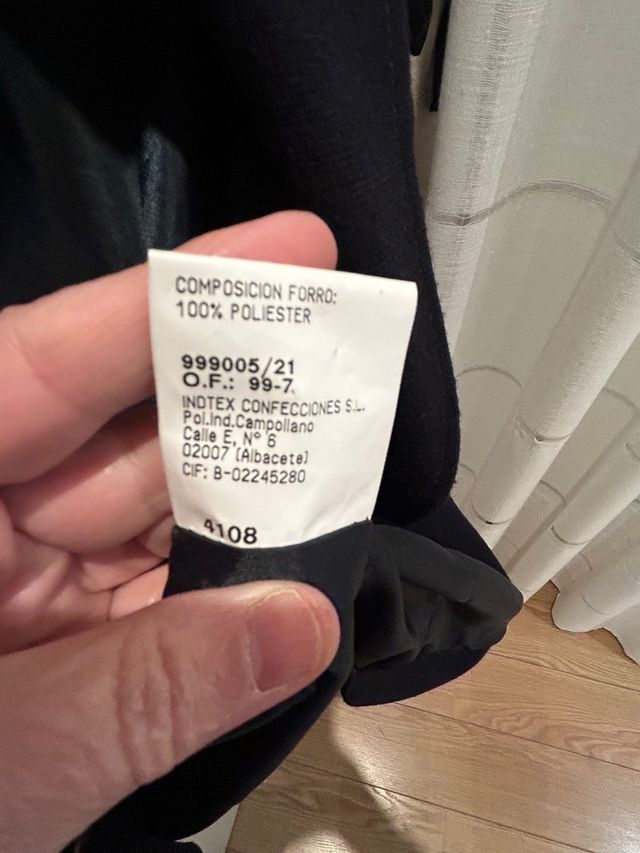 COMPOSICION FORRO:
100% POLIESTER
999005/21
O.F.: 99-7
INDTEX CONFECCIONES S.L.
Pol.Ind.Campollano
Calle E, Nº 6
02007 (Albacete)
CIF: B-02245280
4108